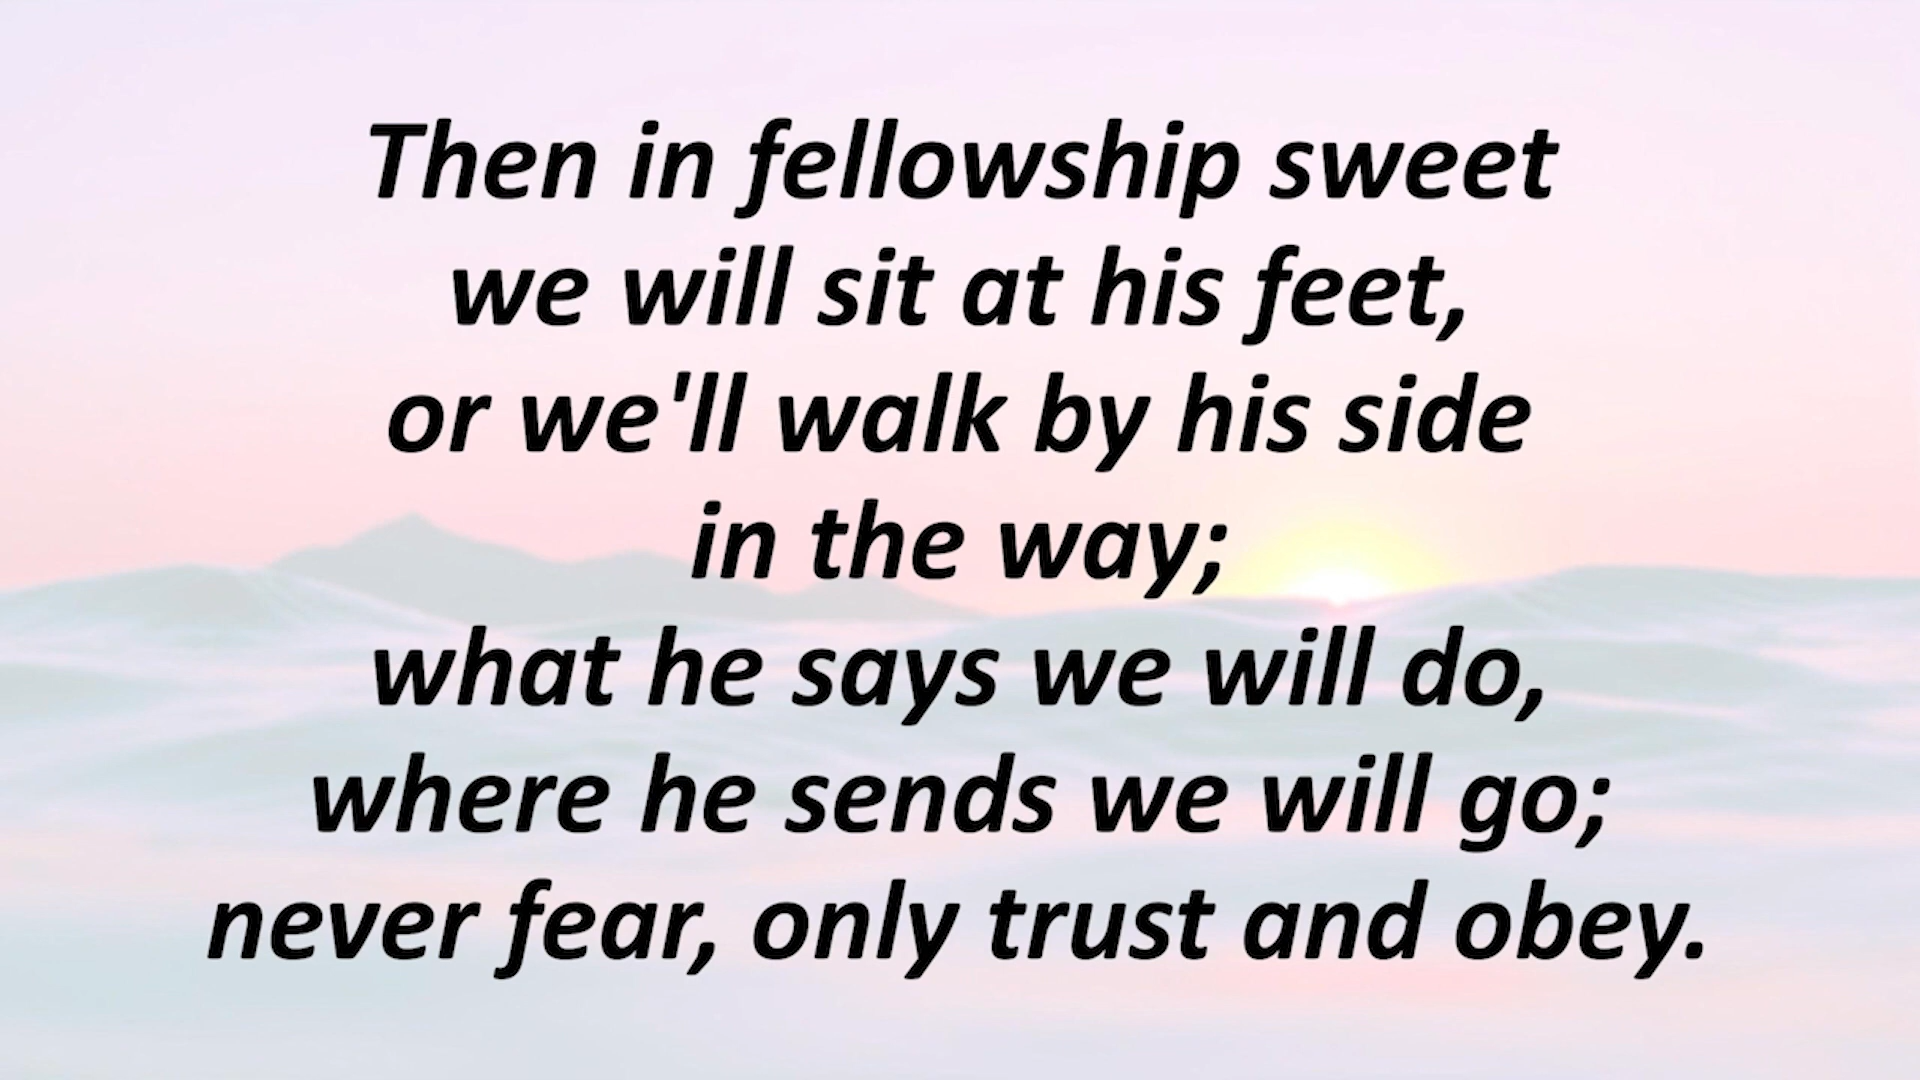 Then in fellowship sweet
we will sit at his feet,
or we'll walk by his side
in the way;
what he says we will do,
where he sends we will go;
never fear, only trust and obey.